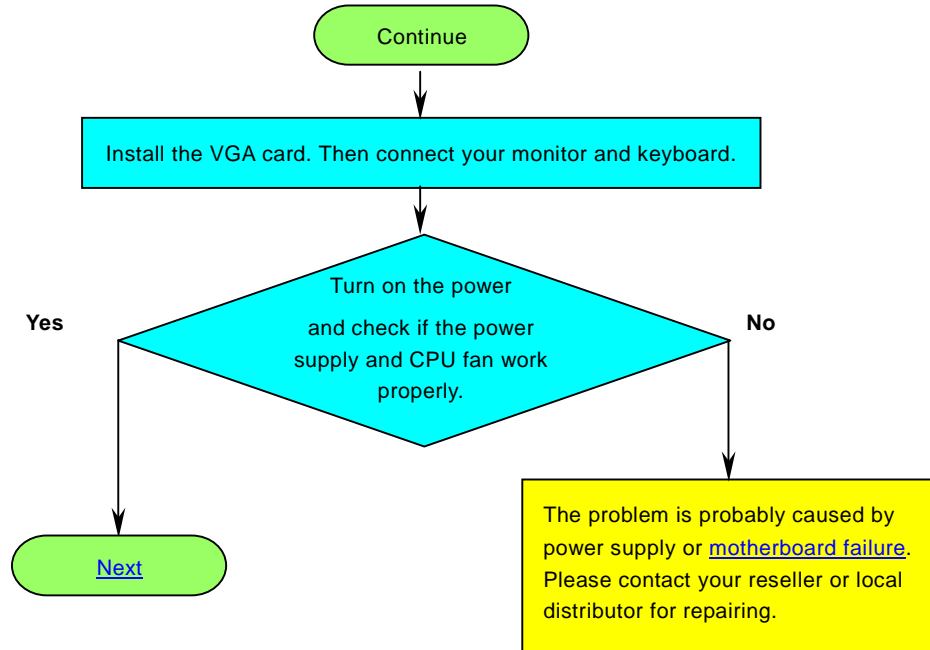 Continue
Install the VGA card. Then connect your monitor and keyboard.
Turn on the power
and check if the power
supply and CPU fan work
properly.
Yes
No
Next
The problem is probably caused by
power supply or motherboard failure.
Please contact your reseller or local
distributor for repairing.